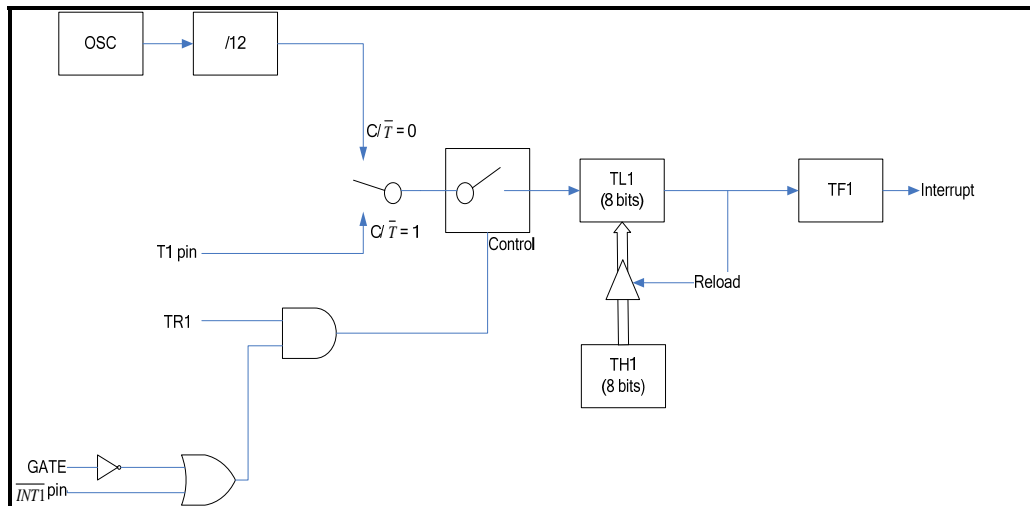 OSC
/12
C/T̅ = 0
TL1
(8 bits)
TF1
Interrupt
C/T̅ = 1
Control
T1 pin
Reload
TR1
TH1
(8 bits)
GATE
I̅N̅T̅1̅ pin